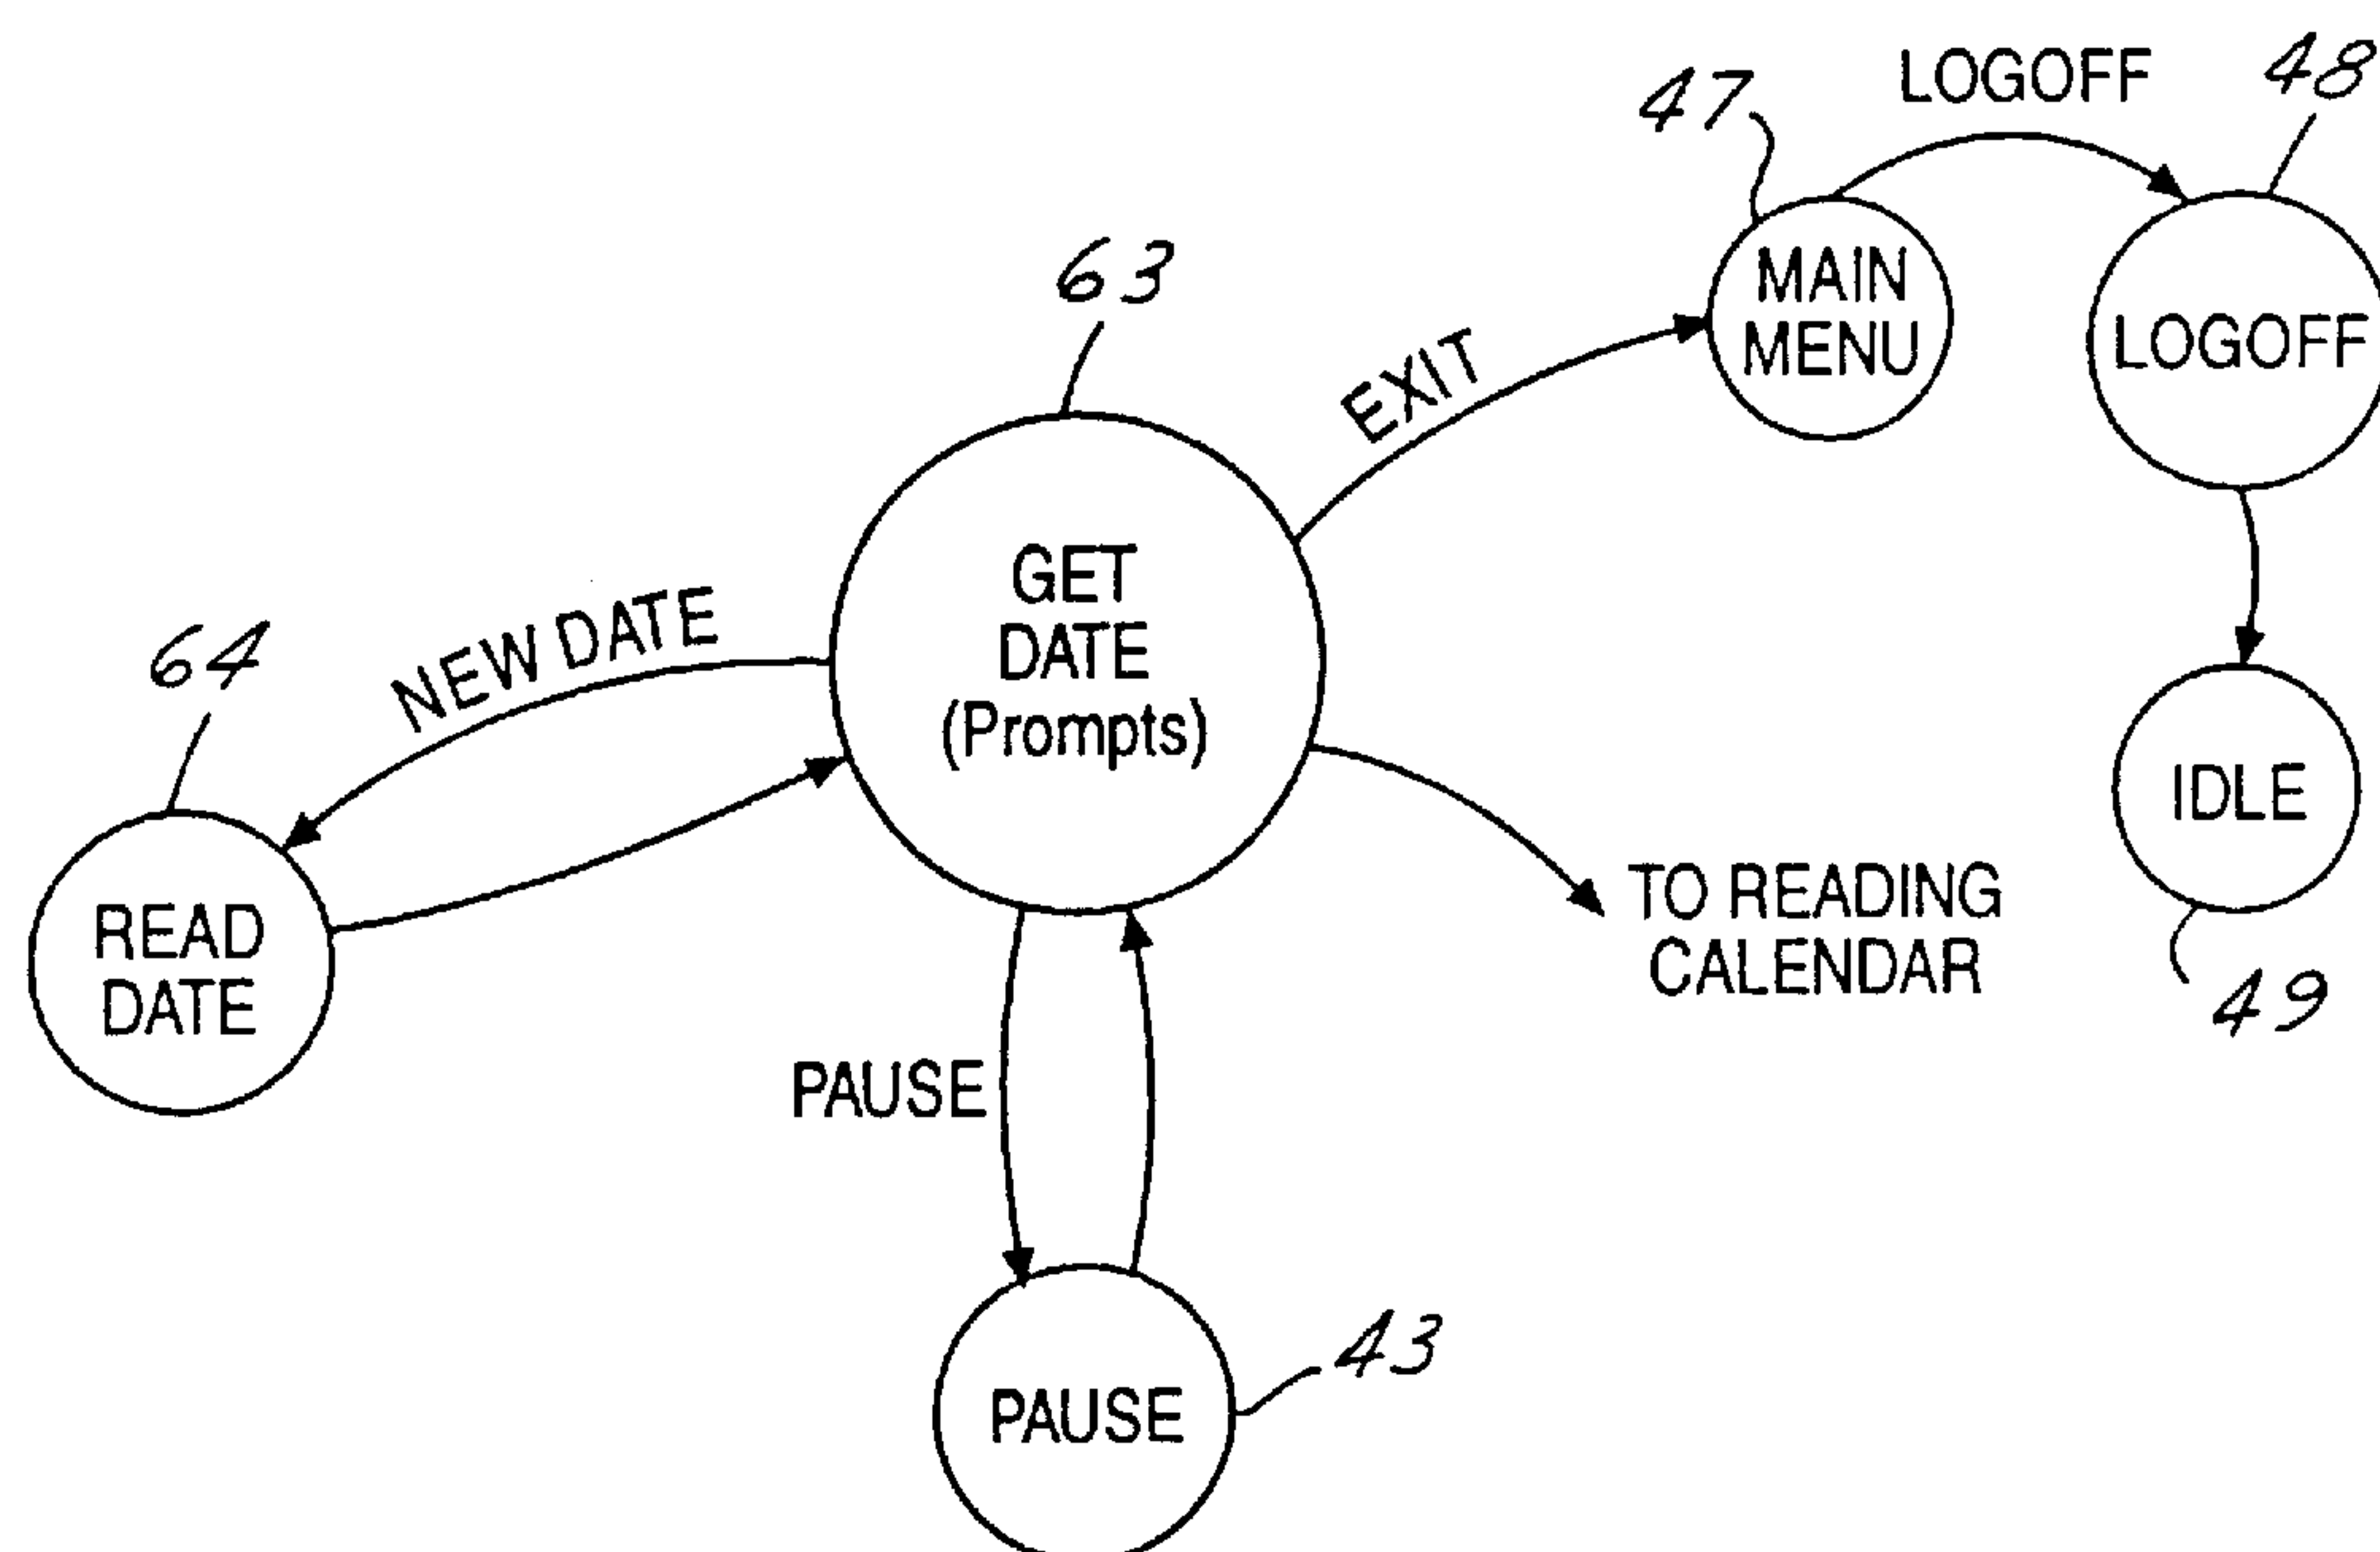 47
LOGOFF
48
MAIN
MENU
LOGOFF
63
EXIT
GET
DATE
(Prompts)
NEW DATE
64
READ
DATE
IDLE
TO READING
CALENDAR
49
PAUSE
PAUSE
43